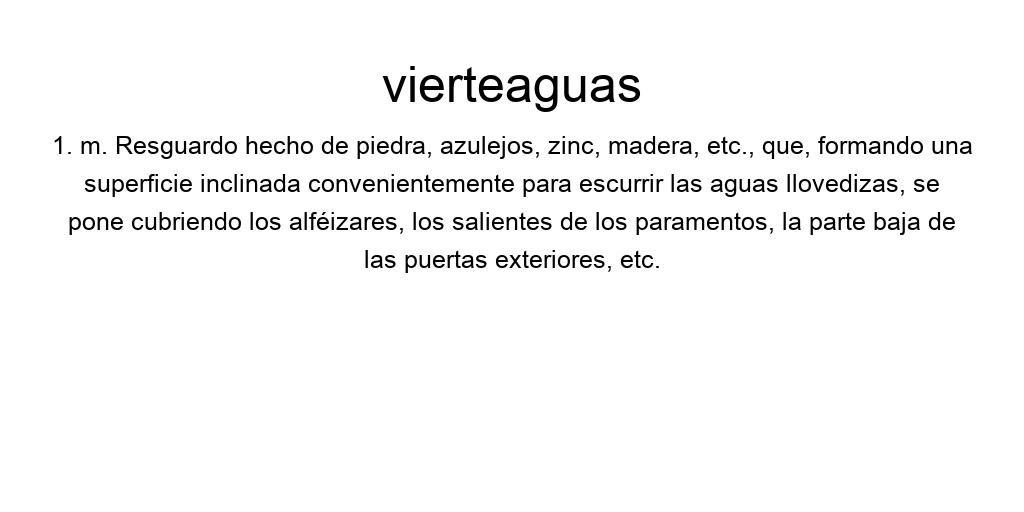 vierteaguas
1. m. Resguardo hecho de piedra, azulejos, zinc, madera, etc., que, formando una
superficie inclinada convenientemente para escurrir las aguas llovedizas, se
pone cubriendo los alféizares, los salientes de los paramentos, la parte baja de
las puertas exteriores, etc.